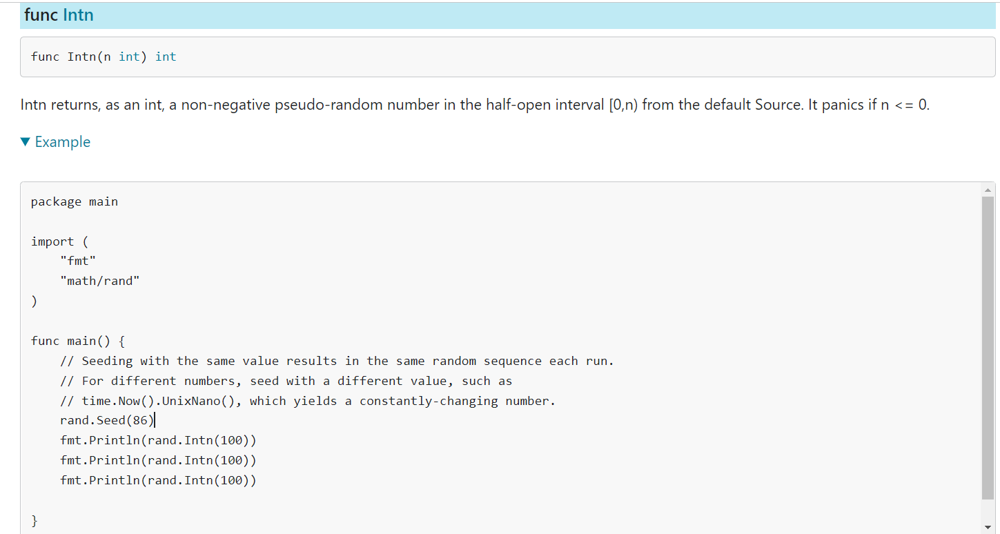 func Intn
func Intn(n int) int
Intn returns, as an int, a non-negative pseudo-random number in the half-open interval [0,n) from the default Source. It panics if n <= 0.
▼ Example
package main
import (
"fmt"
"math/rand"
)
func main() {
// Seeding with the same value results in the same random sequence each run.
// For different numbers, seed with a different value, such as
// time.Now().UnixNano(), which yields a constantly-changing number.
rand.Seed(86)
fmt.Println(rand.Intn(100))
fmt.Println(rand.Intn(100))
fmt.Println(rand.Intn(100))
}